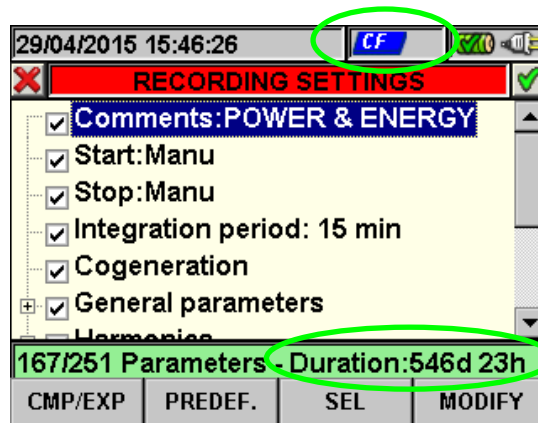 29/04/2015 15:46:26 CF
RECORDING SETTINGS
Comments:POWER & ENERGY
Start:Manu
Stop:Manu
Integration period: 15 min
Cogeneration
General parameters
Harmonics
167/251 Parameters - Duration:546d 23h
CMP/EXP PREDEF. SEL MODIFY